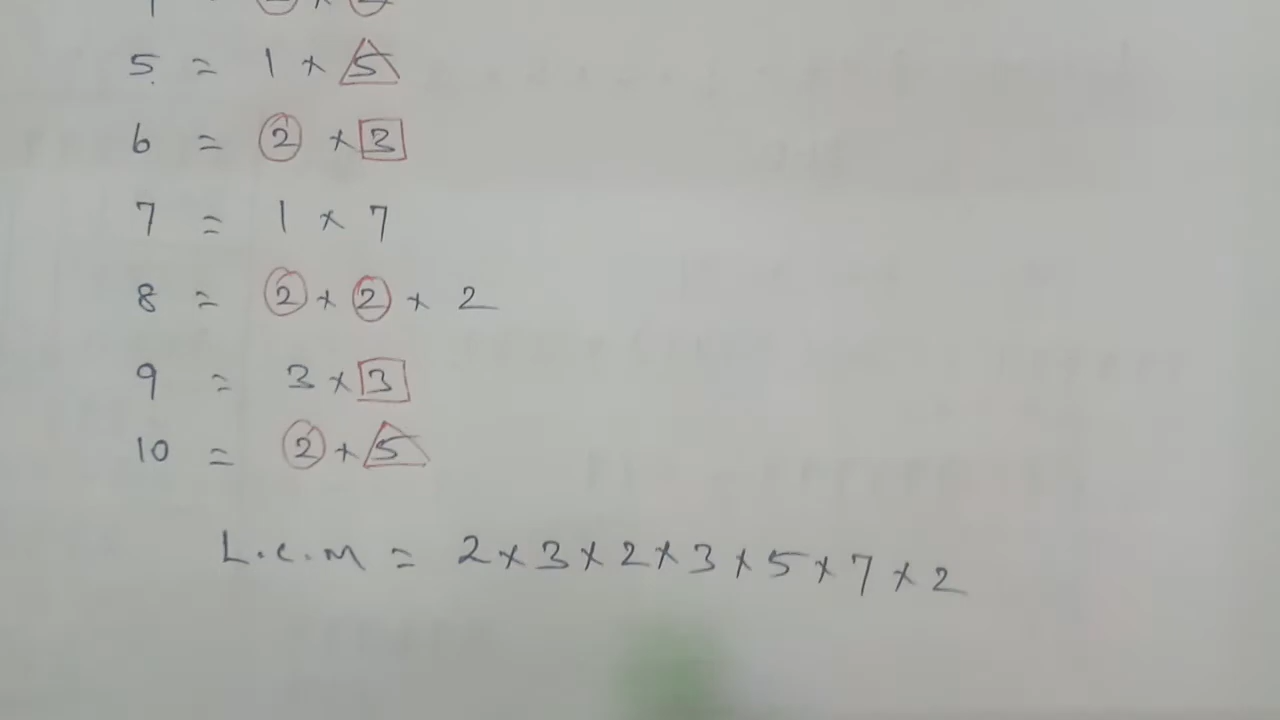 5 = 1 × 5
6 = 2 × 3
7 = 1 × 7
8 = 2 × 2 × 2
9 = 3 × 3
10 = 2 × 5
L.C.M = 2 × 3 × 2 × 3 × 5 × 7 × 2